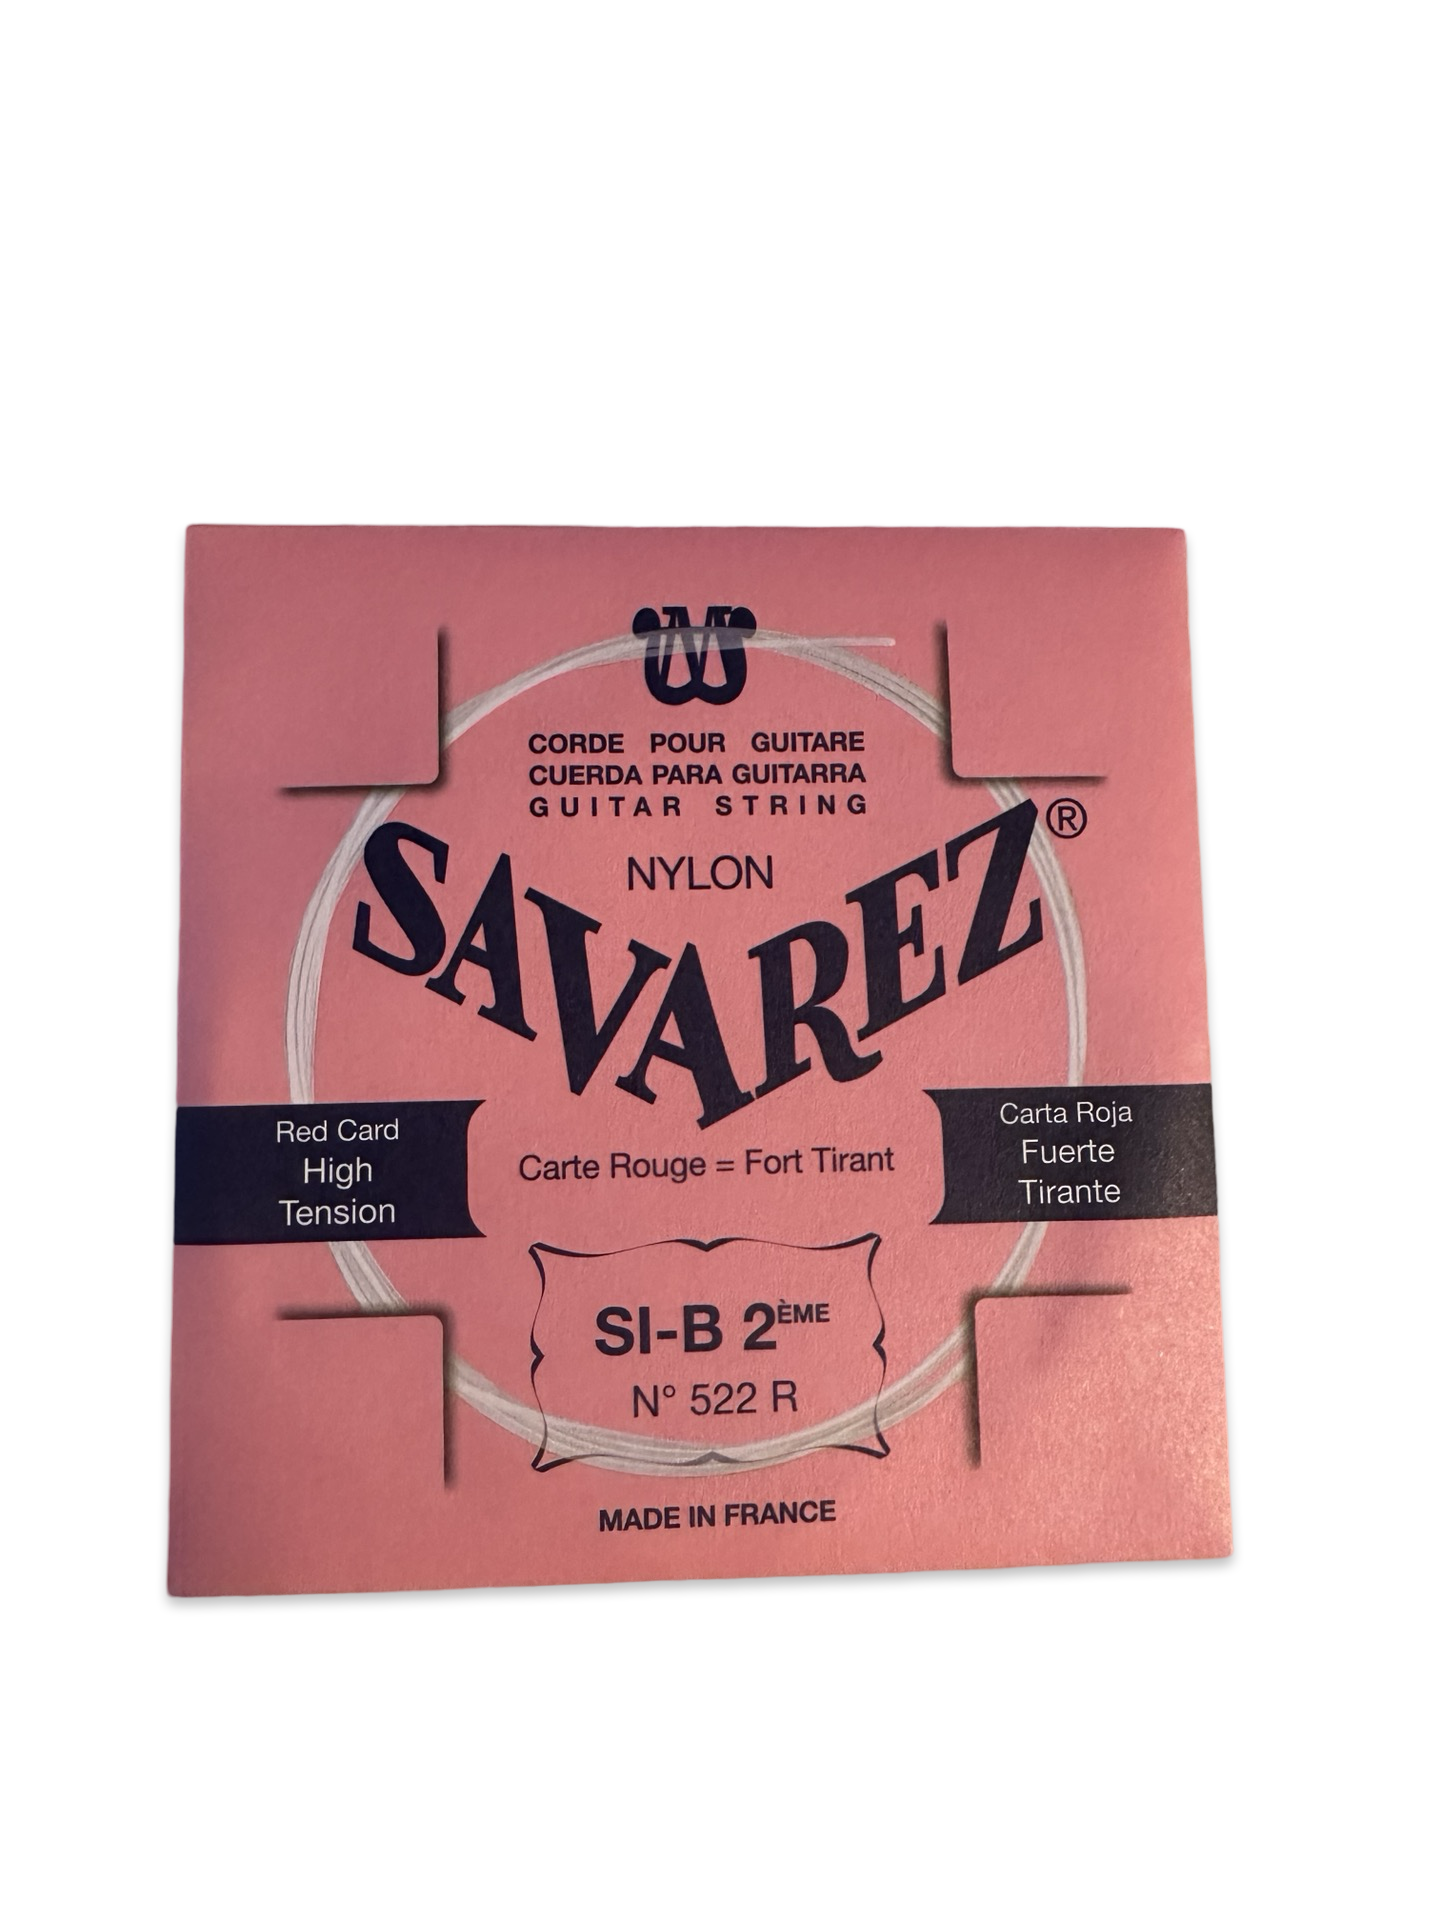 CORDE POUR GUITARE
CUERDA PARA GUITARRA
GUITAR STRING
NYLON
SAVAREZ®
Red Card
High
Tension
Carte Rouge = Fort Tirant
Carta Roja
Fuerte
Tirante
SI-B 2ÈME
N° 522 R
MADE IN FRANCE